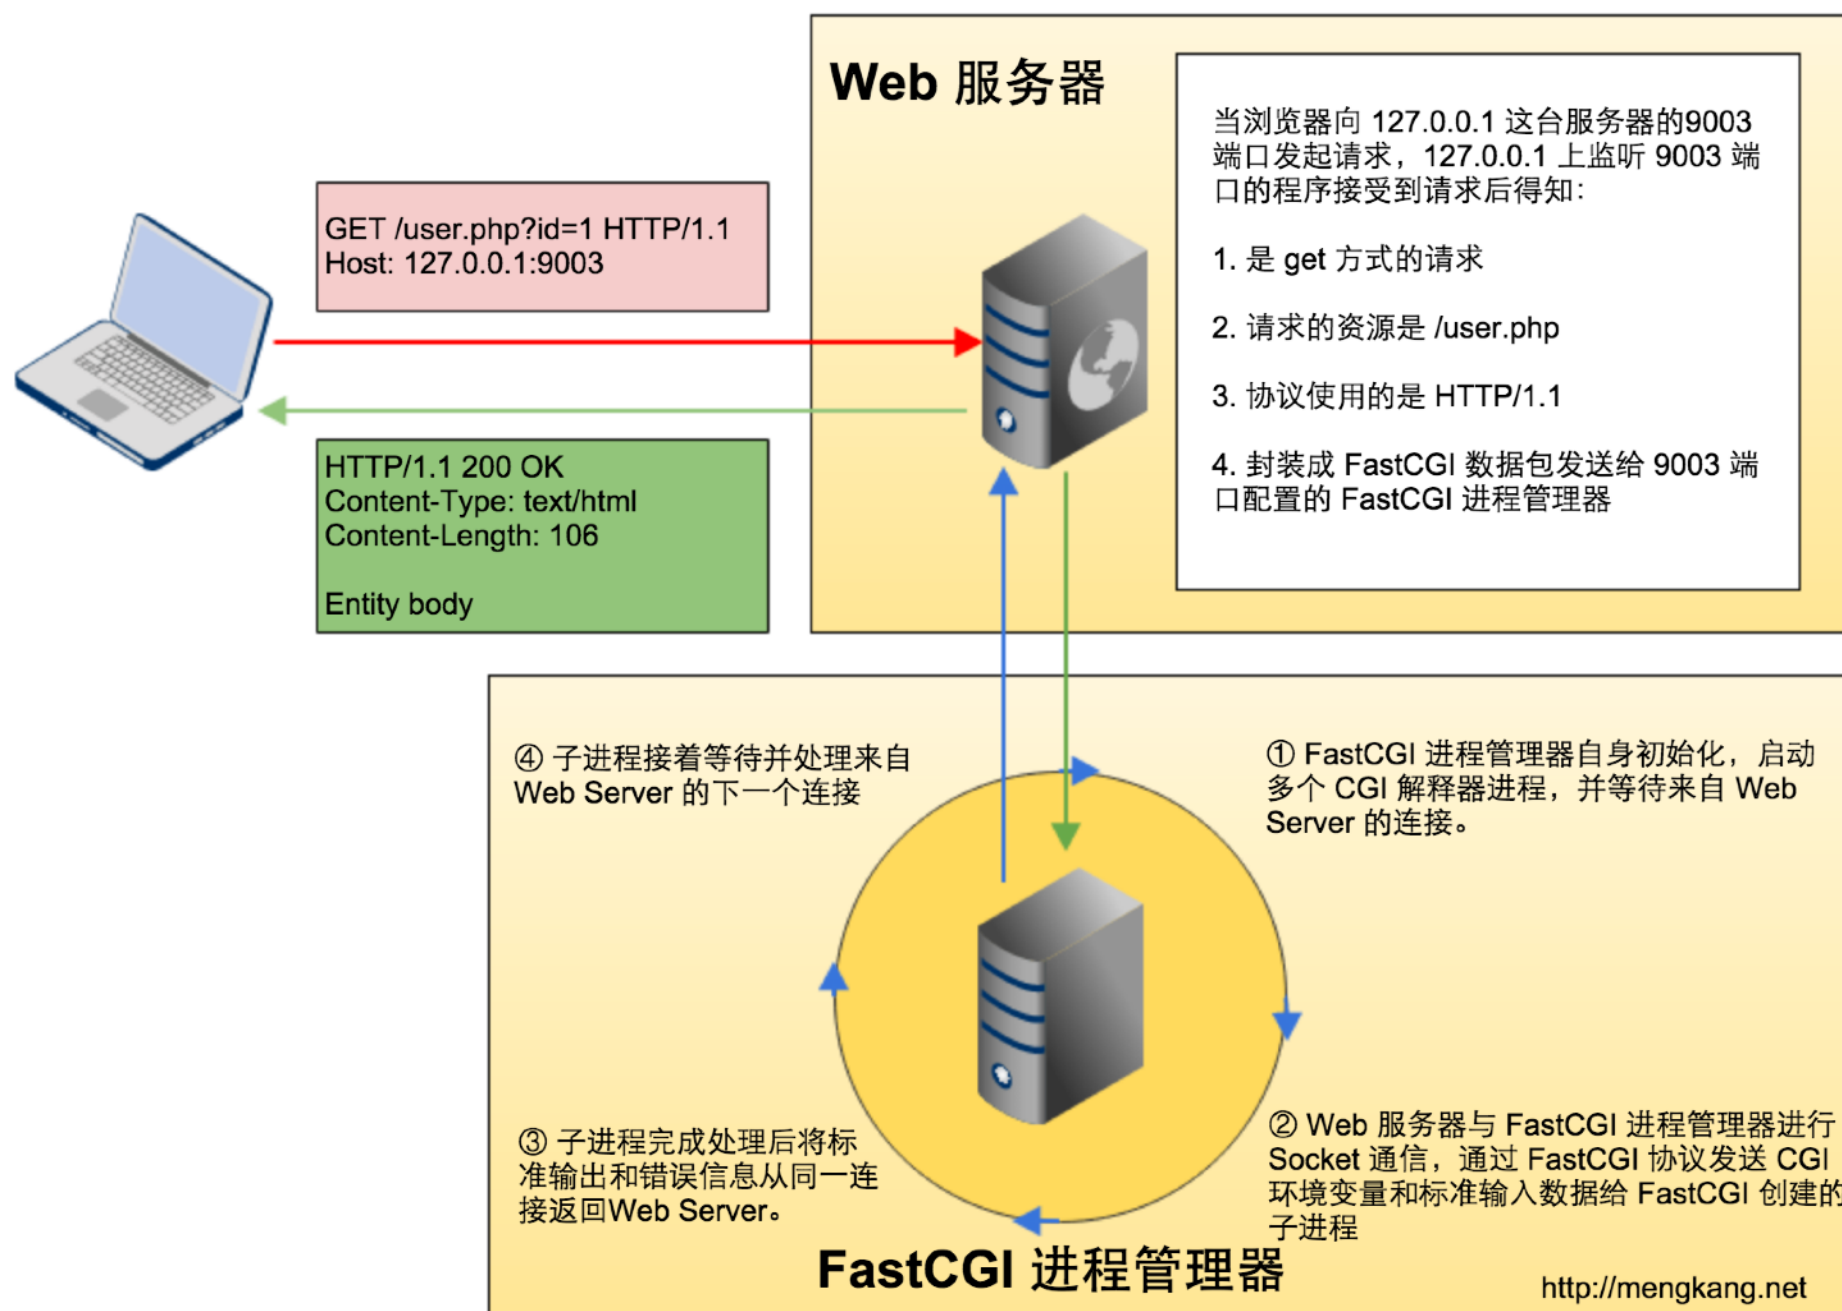 Web 服务器
当浏览器向 127.0.0.1 这台服务器的9003
端口发起请求，127.0.0.1 上监听 9003 端
口的程序接受到请求后得知：
1. 是 get 方式的请求
2. 请求的资源是 /user.php
3. 协议使用的是 HTTP/1.1
4. 封装成 FastCGI 数据包发送给 9003 端
口配置的 FastCGI 进程管理器
GET /user.php?id=1 HTTP/1.1
Host: 127.0.0.1:9003
HTTP/1.1 200 OK
Content-Type: text/html
Content-Length: 106
Entity body
① FastCGI 进程管理器自身初始化，启动
多个 CGI 解释器进程，并等待来自 Web
Server 的连接。
② Web 服务器与 FastCGI 进程管理器进行
Socket 通信，通过 FastCGI 协议发送 CGI
环境变量和标准输入数据给 FastCGI 创建的
子进程
③ 子进程完成处理后将标
准输出和错误信息从同一连
接返回Web Server。
④ 子进程接着等待并处理来自
Web Server 的下一个连接
FastCGI 进程管理器
http://mengkang.net